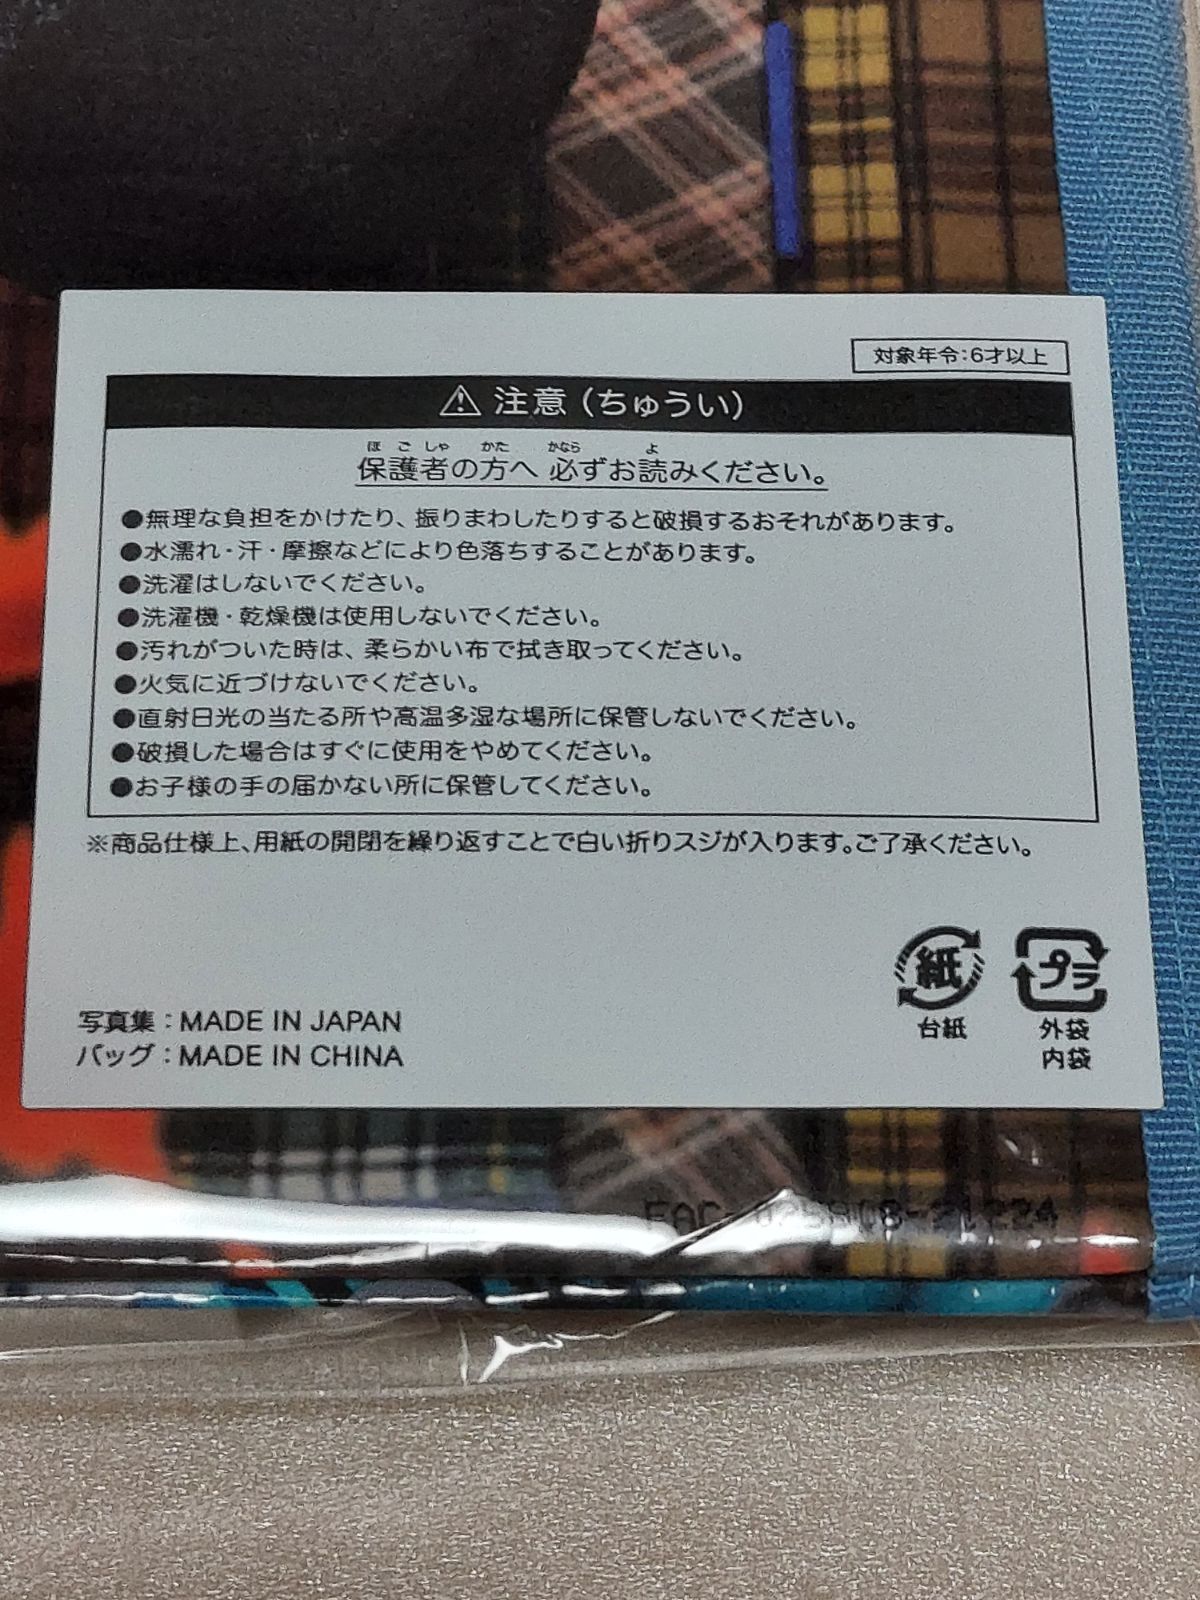 対象年令:6才以上
⚠ 注意(ちゅうい)
ほ ご しゃ かた かなら よ
保護者の方へ 必ずお読みください。
●無理な負担をかけたり、振りまわしたりすると破損するおそれがあります。
●水濡れ・汗・摩擦などにより色落ちすることがあります。
●洗濯はしないでください。
●洗濯機・乾燥機は使用しないでください。
●汚れがついた時は、柔らかい布で拭き取ってください。
●火気に近づけないでください。
●直射日光の当たる所や高温多湿な場所に保管しないでください。
●破損した場合はすぐに使用をやめてください。
●お子様の手の届かない所に保管してください。
※商品仕様上、用紙の開閉を繰り返すことで白い折りスジが入ります。ご了承ください。
紙 プラ
台紙 外袋
内袋
写真集:MADE IN JAPAN
バッグ:MADE IN CHINA